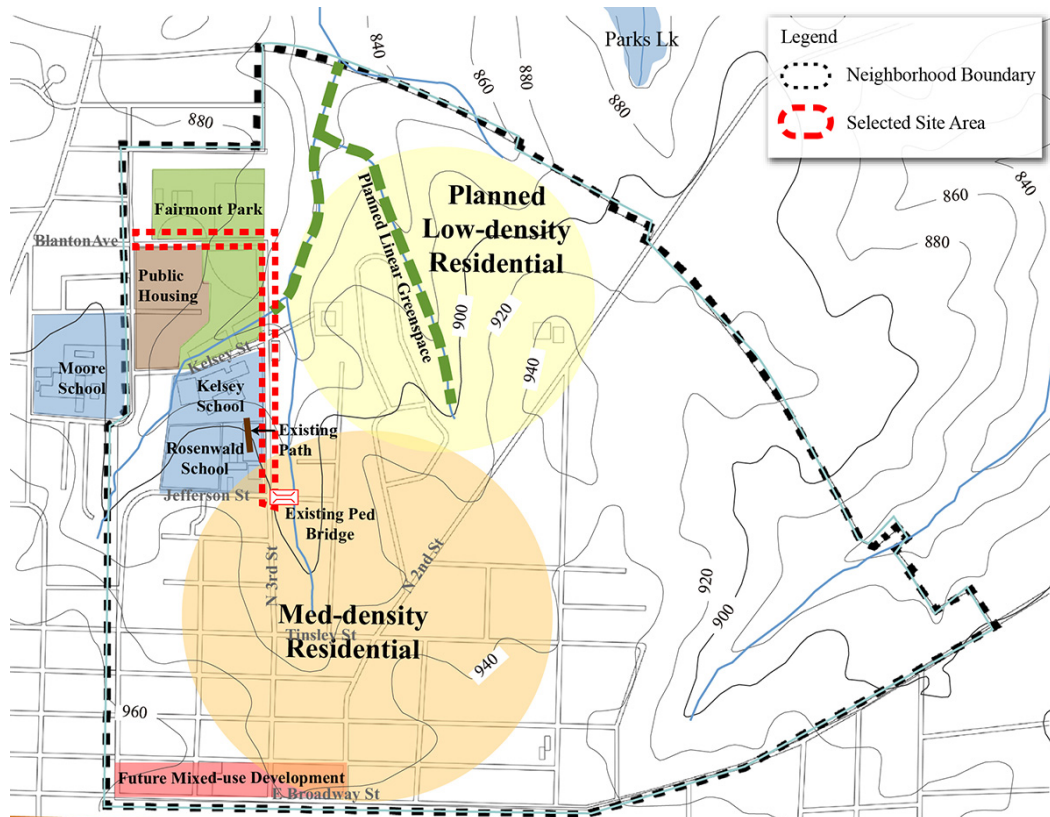 Parks Lk
Legend
Neighborhood Boundary
Selected Site Area
840
860
880
880
880
840
860
880
Fairmont Park
Blanton Ave
Public
Housing
Planned
Low-density
Residential
Planned Linear Greenspace
900
920
940
Kelsey St
Moore
School
Kelsey
School
Existing
Path
Rosenwald
School
Jefferson St
Existing Ped
Bridge
N 3rd St
N 2nd St
920
900
Med-density
Tinsley St
Residential
940
960
Future Mixed-use Development
E Broadway St